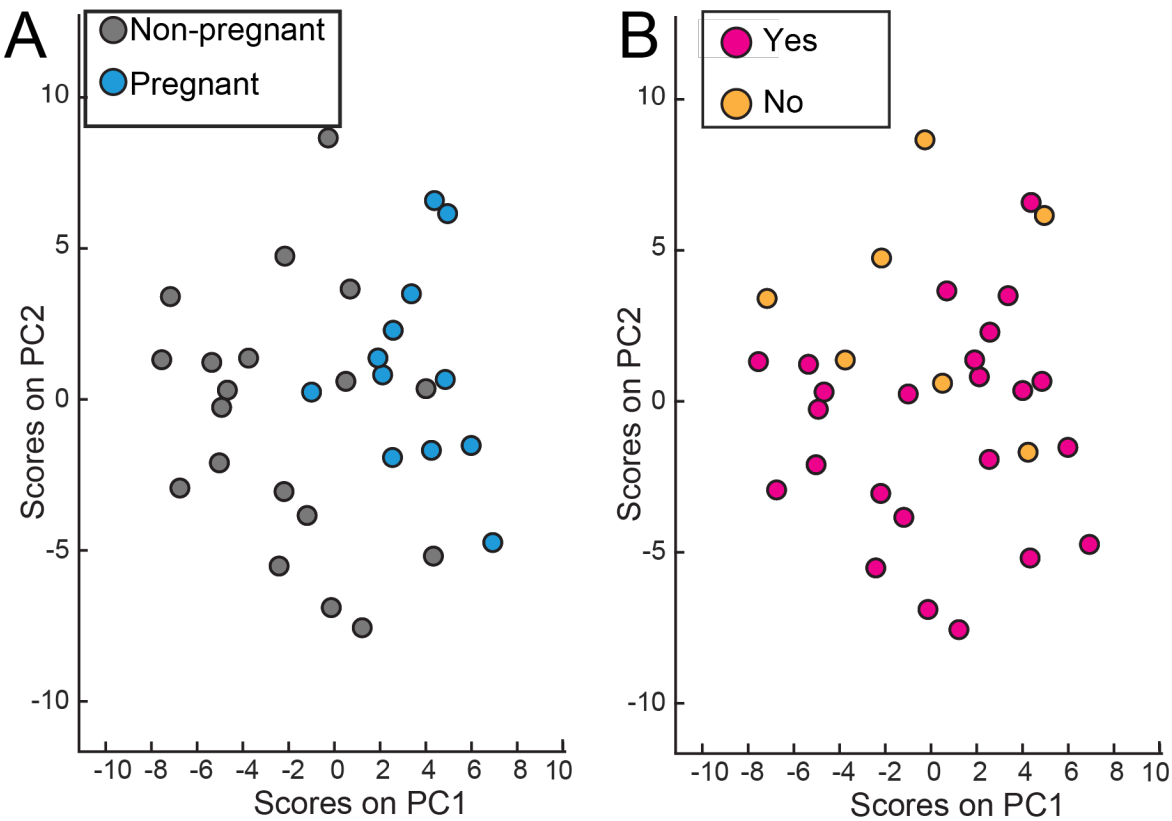 A
Non-pregnant
Pregnant
10
5
0
-5
-10
Scores on PC2
-10 -8 -6 -4 -2 0 2 4 6 8 10
Scores on PC1
B
Yes
No
10
5
0
-5
-10
Scores on PC2
-10 -8 -6 -4 -2 0 2 4 6 8 10
Scores on PC1